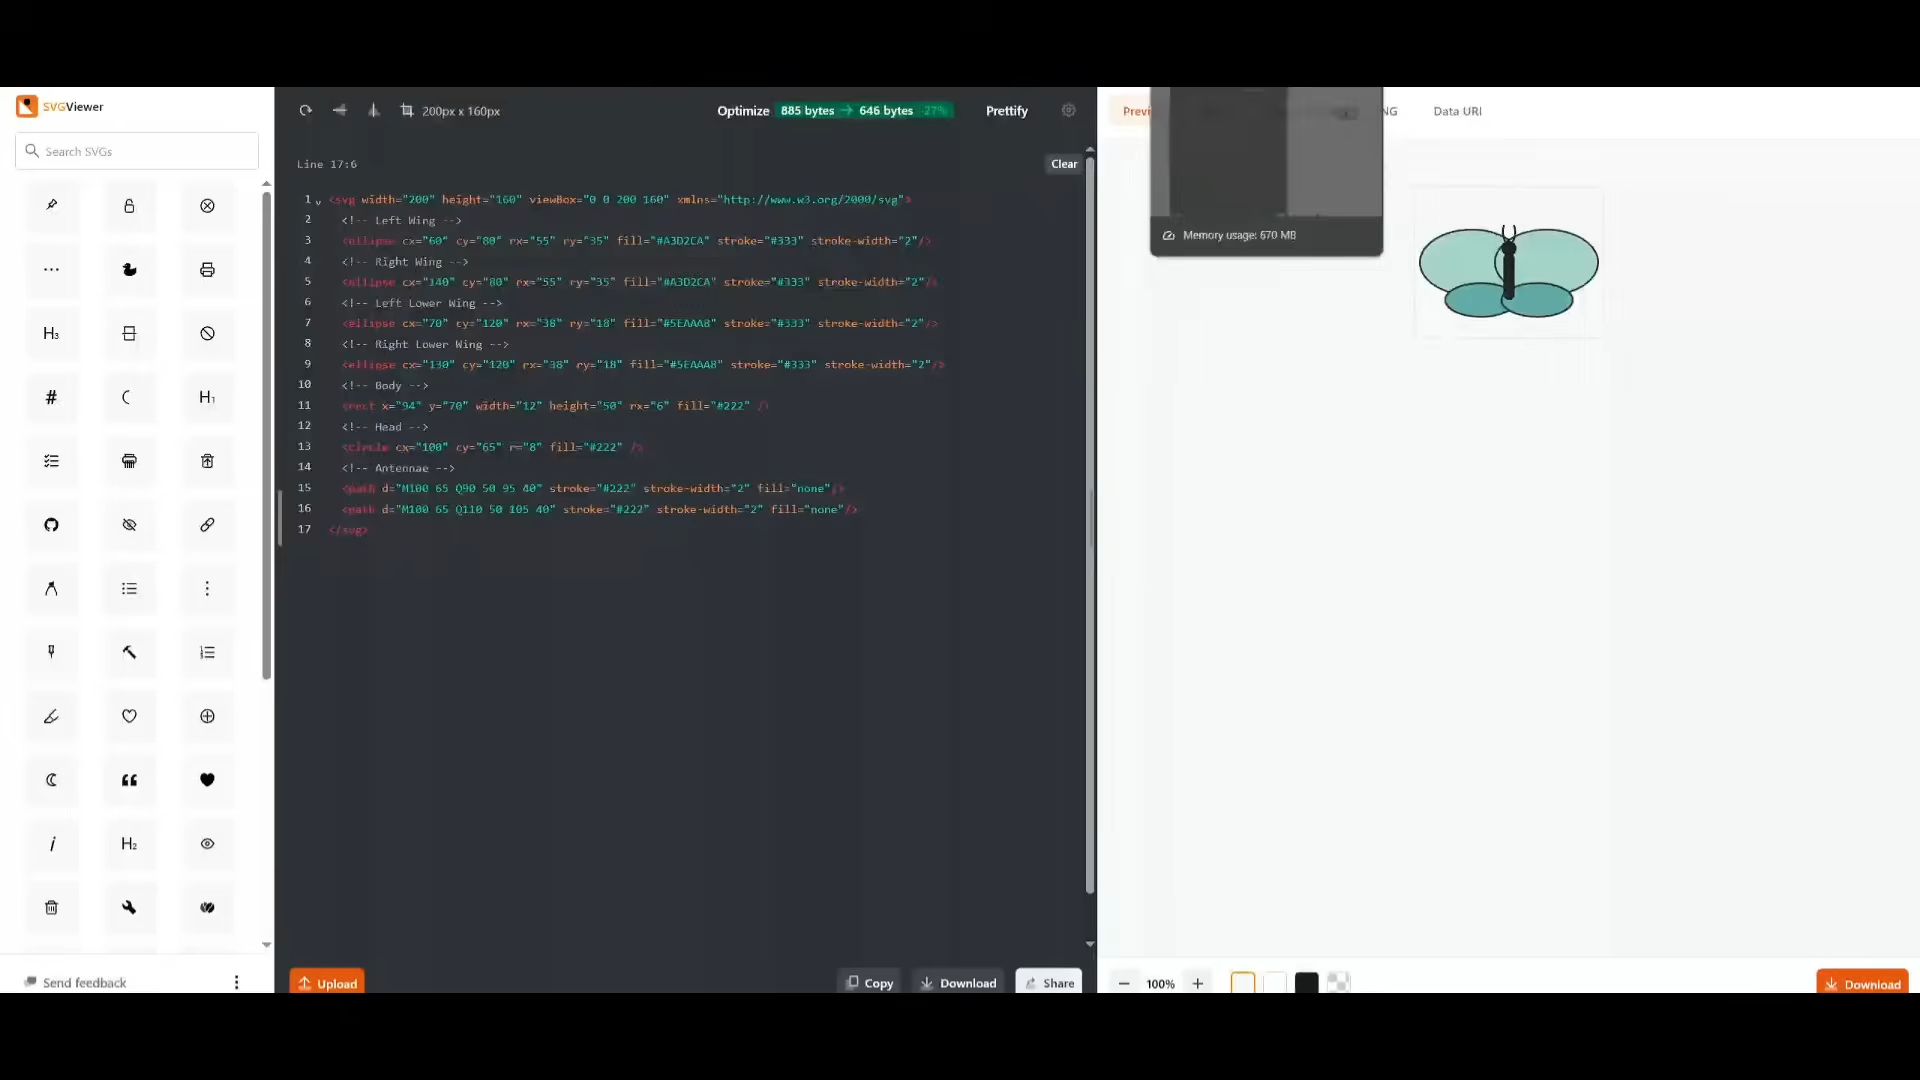 SVGViewer
Search SVGs
H3
#
H1
i
H2
Send feedback
200px x 160px
Optimize 885 bytes → 646 bytes -27%
Prettify
Line 17:6
Clear
1 <svg width="200" height="160" viewBox="0 0 200 160" xmlns="http://www.w3.org/2000/svg">
2 <!-- Left Wing -->
3 <ellipse cx="60" cy="80" rx="55" ry="35" fill="#A3D2CA" stroke="#333" stroke-width="2"/>
4 <!-- Right Wing -->
5 <ellipse cx="140" cy="80" rx="55" ry="35" fill="#A3D2CA" stroke="#333" stroke-width="2"/>
6 <!-- Left Lower Wing -->
7 <ellipse cx="70" cy="120" rx="38" ry="18" fill="#5EAAA8" stroke="#333" stroke-width="2"/>
8 <!-- Right Lower Wing -->
9 <ellipse cx="130" cy="120" rx="38" ry="18" fill="#5EAAA8" stroke="#333" stroke-width="2"/>
10 <!-- Body -->
11 <rect x="94" y="70" width="12" height="50" rx="6" fill="#222" />
12 <!-- Head -->
13 <circle cx="100" cy="65" r="8" fill="#222" />
14 <!-- Antennae -->
15 <path d="M100 65 Q90 50 95 40" stroke="#222" stroke-width="2" fill="none"/>
16 <path d="M100 65 Q110 50 105 40" stroke="#222" stroke-width="2" fill="none"/>
17 </svg>
Upload
Copy
Download
Share
Previ
NG
Data URI
Memory usage: 670 MB
100%
Download